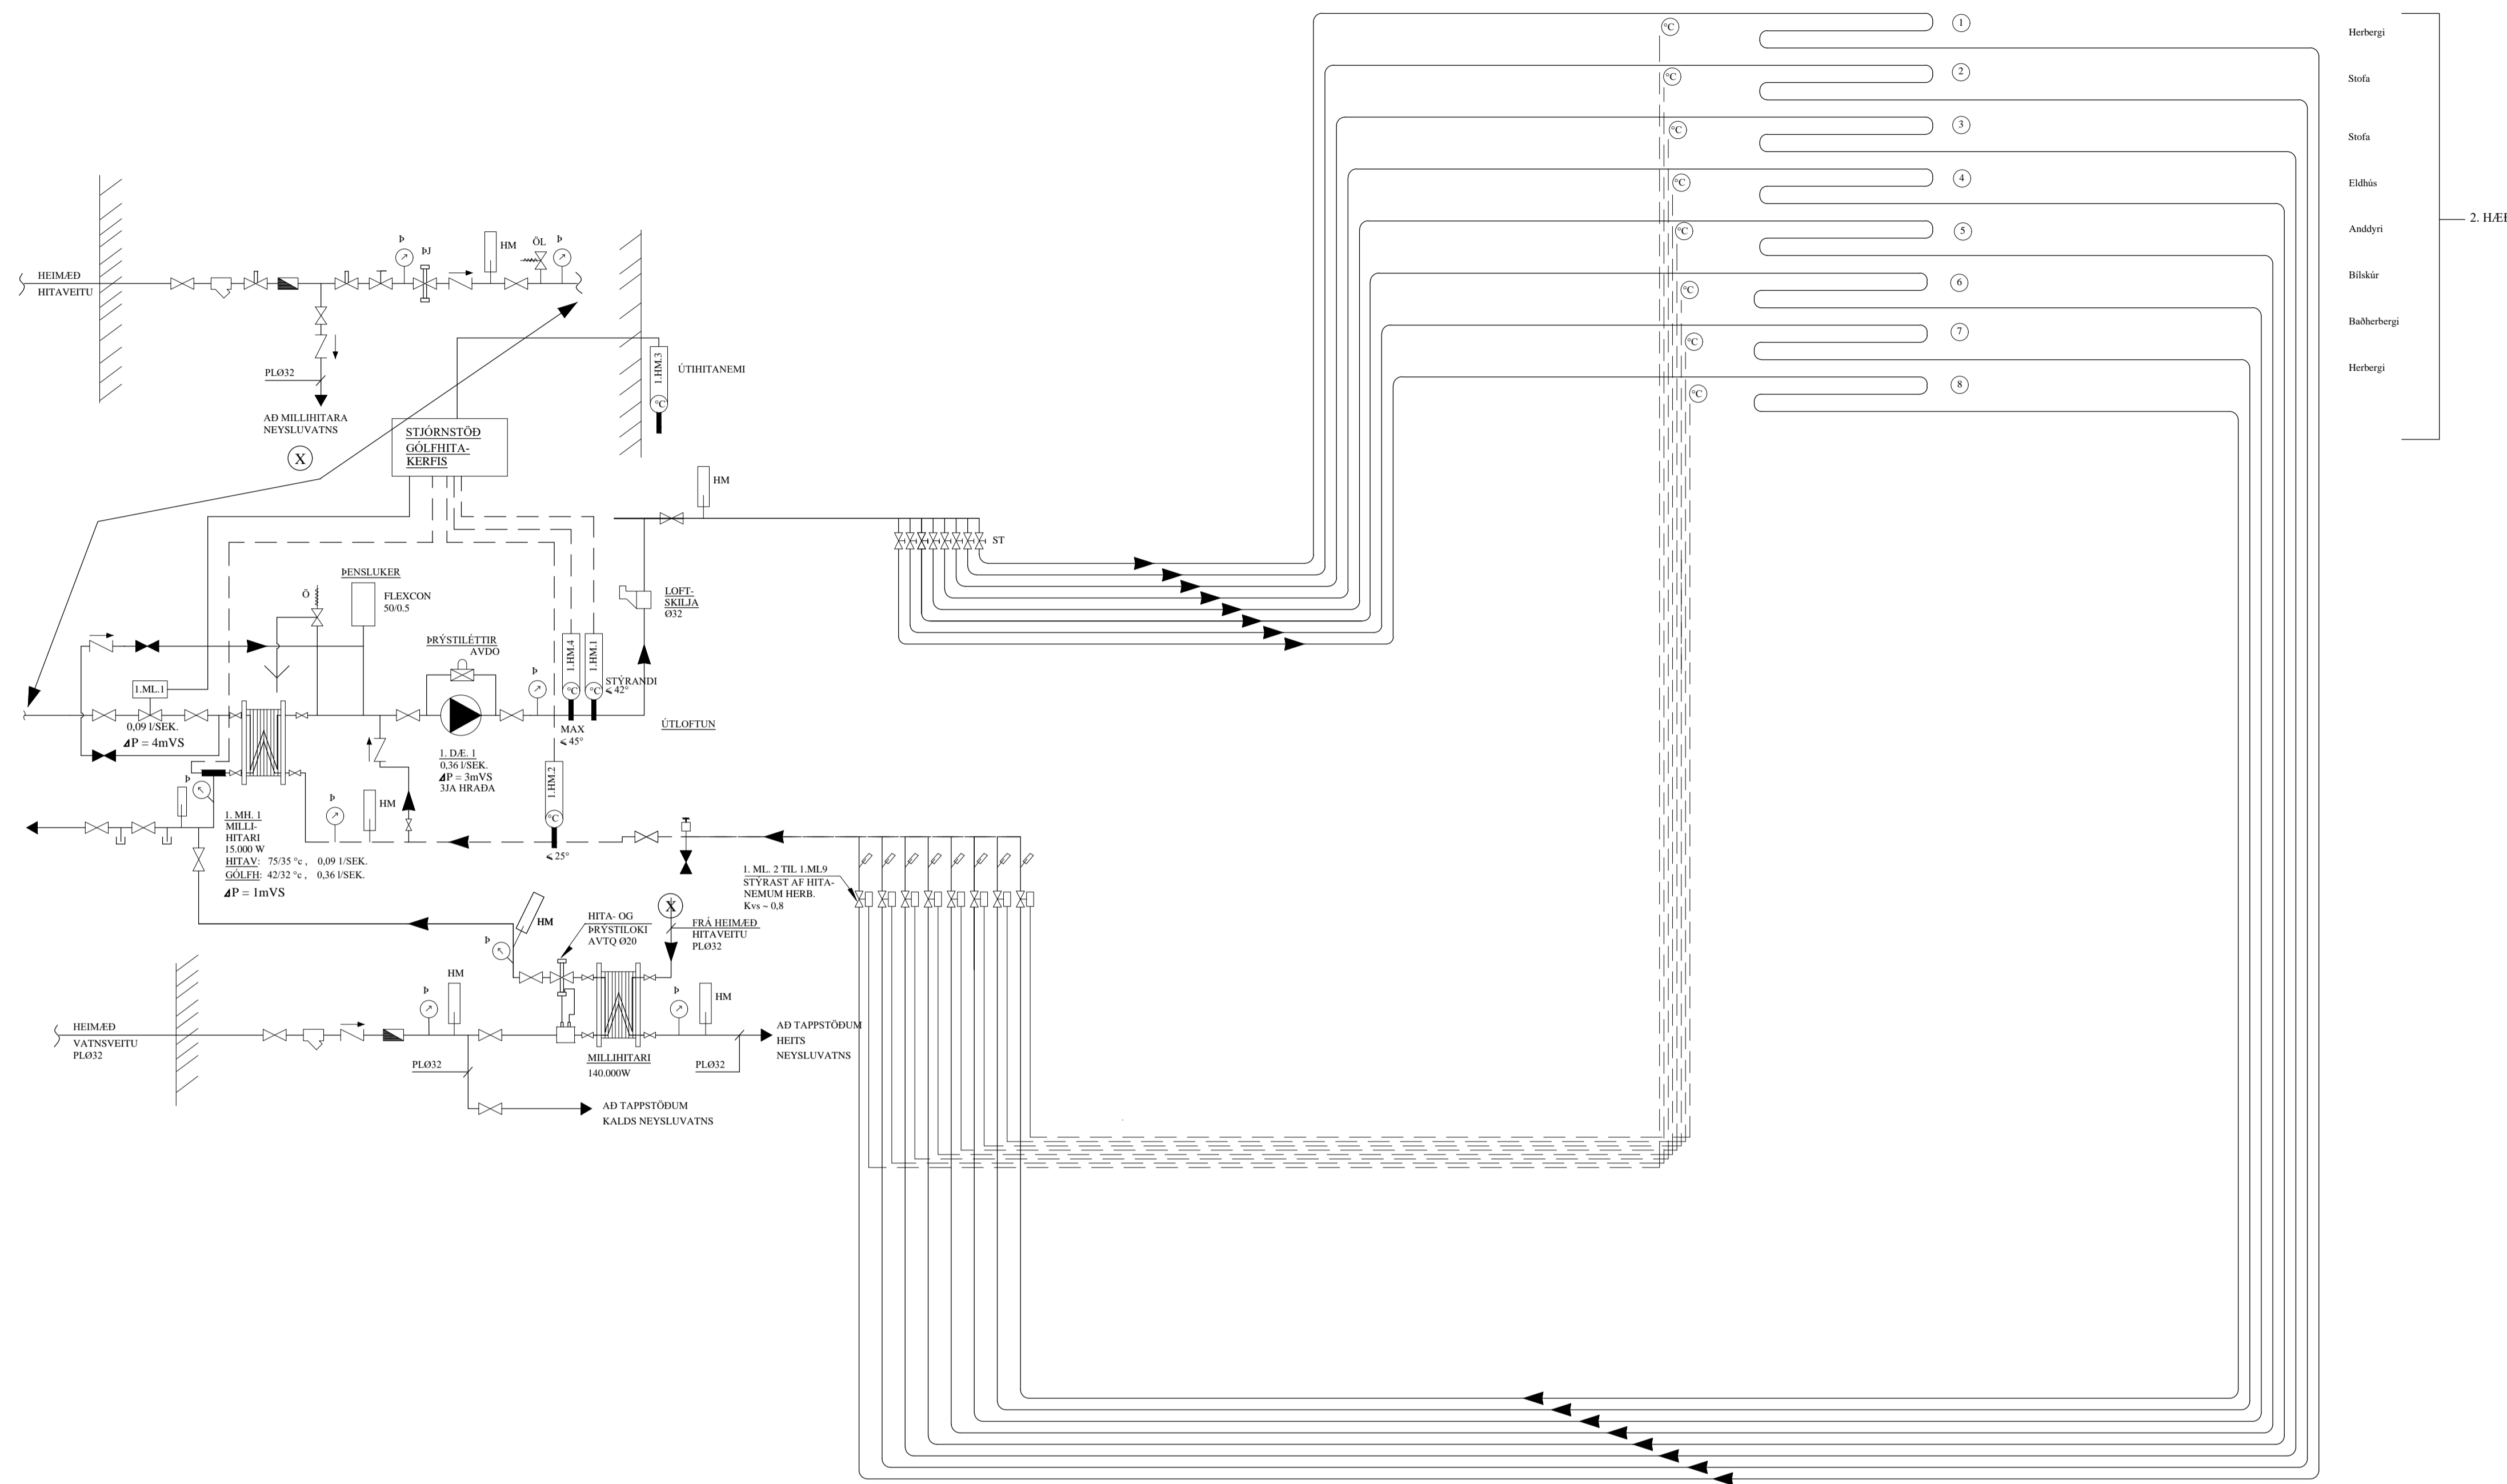 HEIMÆÐ
HITAVEITU
Þ
ÞJ
HM
ÖL
Þ
PLØ32
AÐ MILLIHITARA
NEYSLUVATNS
X
STJÓRNSTÖÐ
GÓLFHITA-
KERFIS
1.HM.3
°C
ÚTIHITANEMI
HM
ST
ÞENSLUKER
FLEXCON
50/0.5
Ö
ÞRÝSTILÉTTIR
AVDO
LOFT-
SKILJA
Ø32
1.ML.1
0,09 l/SEK.
⊿P = 4mVS
Þ
1.HM.4
°C
1.HM.1
°C
STÝRANDI
⩽ 42°
MAX
⩽ 45°
ÚTLOFTUN
1. DÆ. 1
0,36 l/SEK.
⊿P = 3mVS
3JA HRAÐA
1.HM.2
°C
⩽ 25°
Þ
Þ
HM
1. MH. 1
MILLI-
HITARI
15.000 W
HITAV: 75/35 °c , 0,09 l/SEK.
GÓLFH: 42/32 °c , 0,36 l/SEK.
⊿P = 1mVS
1. ML. 2 TIL 1.ML9
STÝRAST AF HITA-
NEMUM HERB.
Kvs ~ 0,8
HM
Þ
HITA- OG
ÞRÝSTILOKI
AVTQ Ø20
X
FRÁ HEIMÆÐ
HITAVEITU
PLØ32
HEIMÆÐ
VATNSVEITU
PLØ32
Þ
HM
PLØ32
MILLIHITARI
140.000W
Þ
HM
PLØ32
AÐ TAPPSTÖÐUM
HEITS
NEYSLUVATNS
AÐ TAPPSTÖÐUM
KALDS NEYSLUVATNS
°C 1 Herbergi
°C 2 Stofa
°C 3 Stofa
°C 4 Eldhús
°C 5 Anddyri
°C 6 Bílskúr
°C 7 Baðherbergi
°C 8 Herbergi
2.